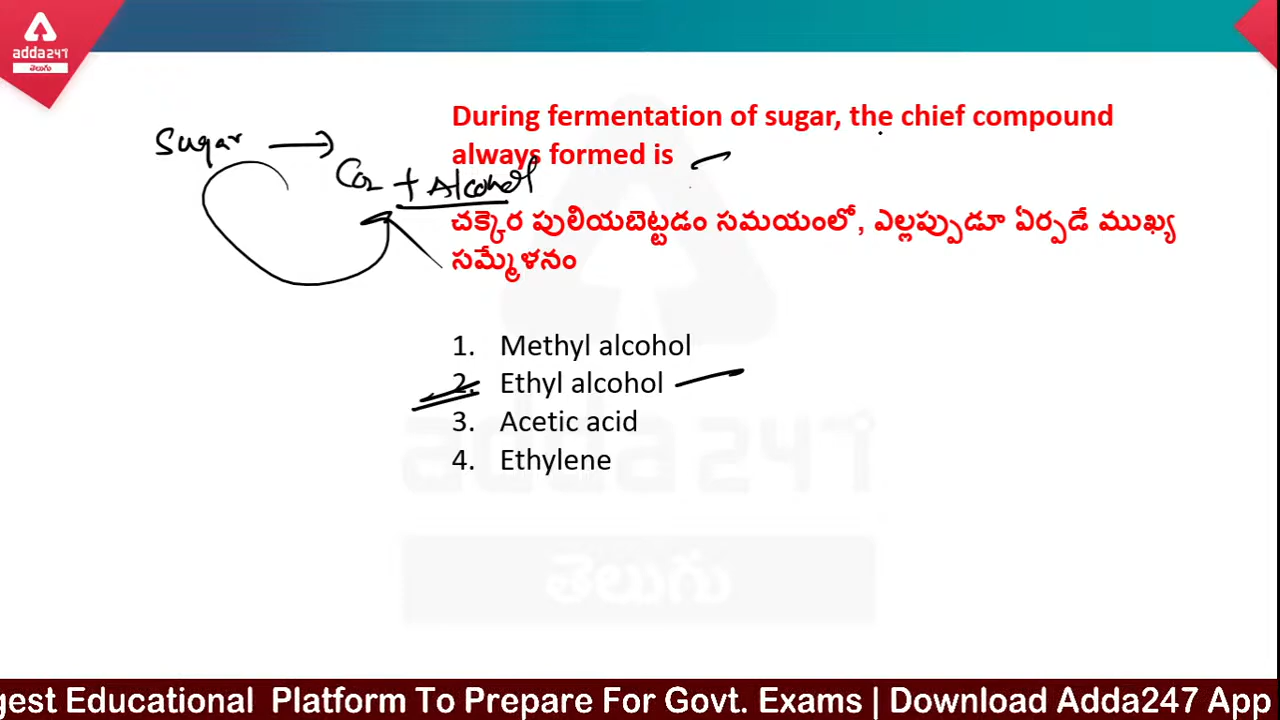 adda247
తెలుగు
During fermentation of sugar, the chief compound
always formed is
Sugar → CO2 + Alcohol
చక్కెర పులియబెట్టడం సమయంలో, ఎల్లప్పుడూ ఏర్పడే ముఖ్య
సమ్మేళనం
1. Methyl alcohol
2. Ethyl alcohol
3. Acetic acid
4. Ethylene
adda247
తెలుగు
gest Educational Platform To Prepare For Govt. Exams | Download Adda247 App